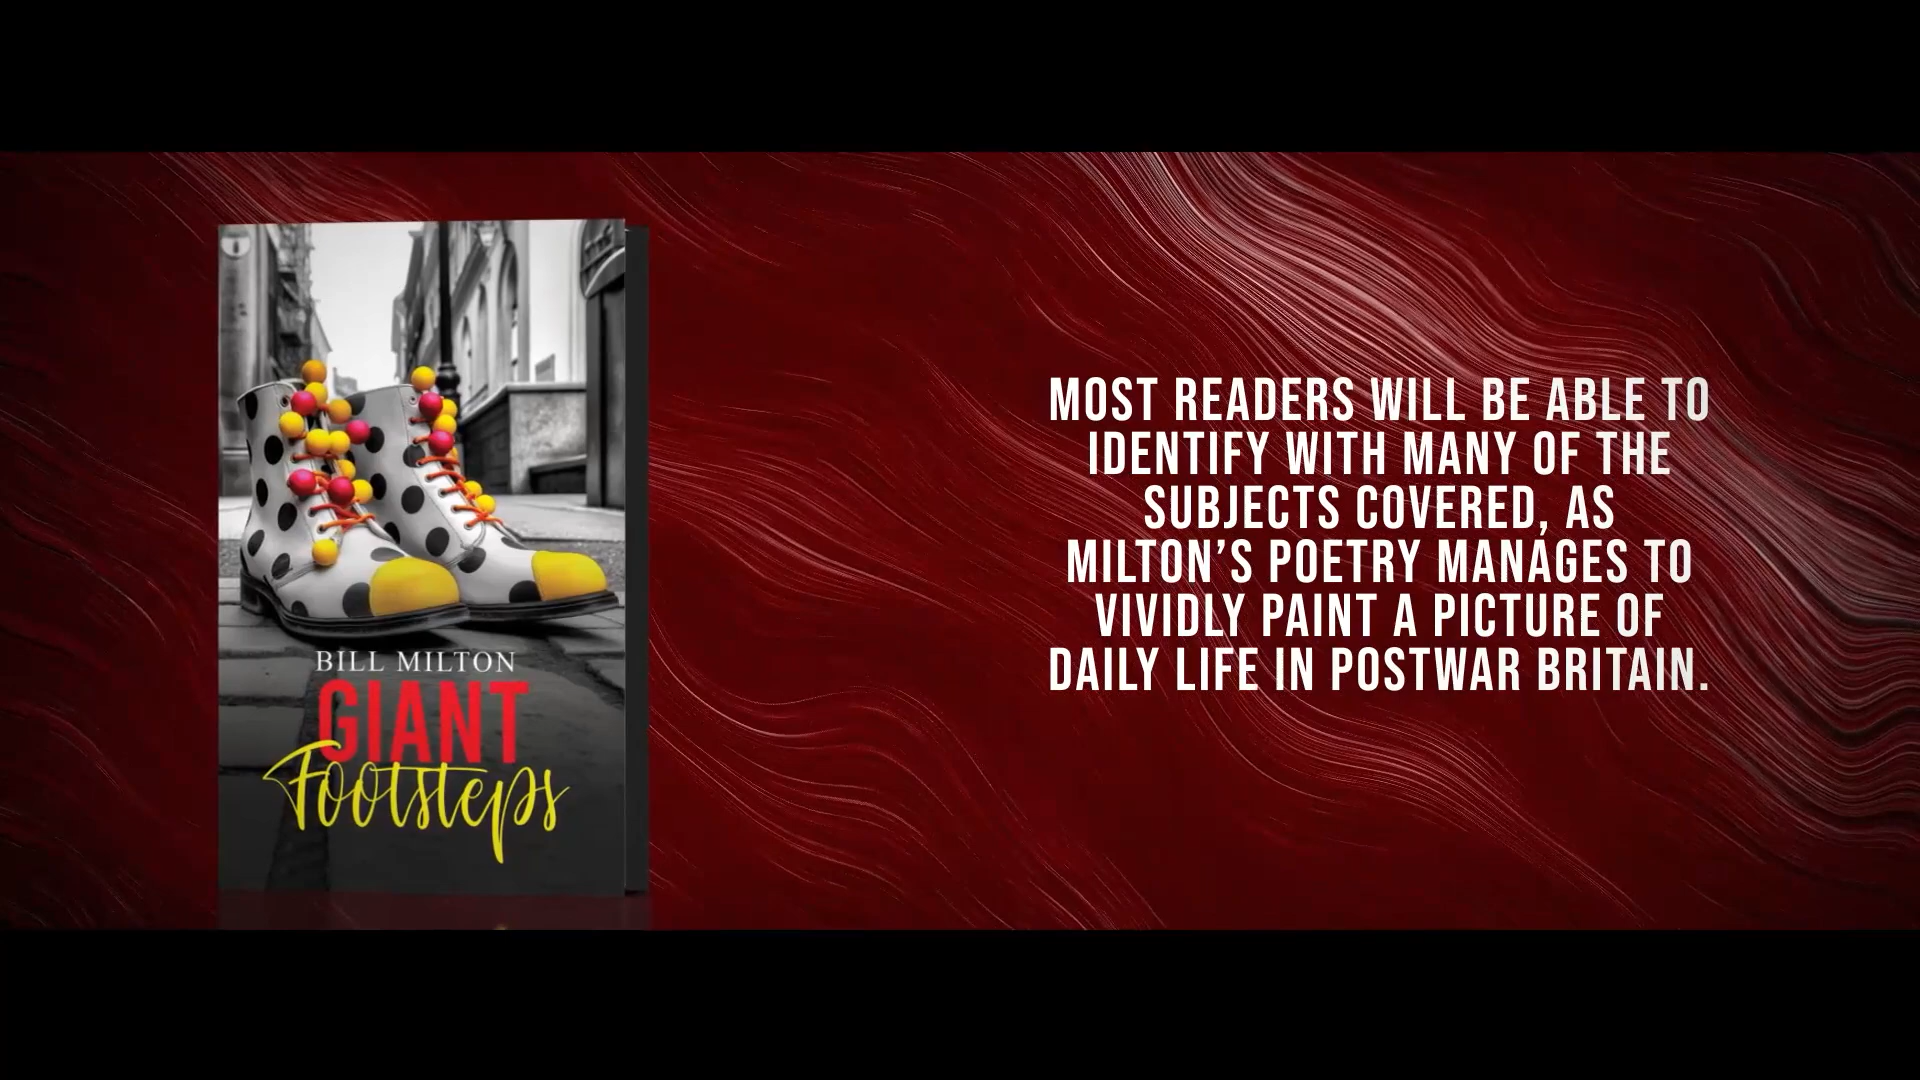 BILL MILTON
GIANT
Footsteps
MOST READERS WILL BE ABLE TO
IDENTIFY WITH MANY OF THE
SUBJECTS COVERED, AS
MILTON’S POETRY MANAGES TO
VIVIDLY PAINT A PICTURE OF
DAILY LIFE IN POSTWAR BRITAIN.